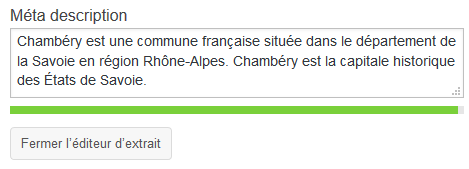 Méta description
Chambéry est une commune française située dans le département de
la Savoie en région Rhône-Alpes. Chambéry est la capitale historique
des États de Savoie.
Fermer l'éditeur d'extrait